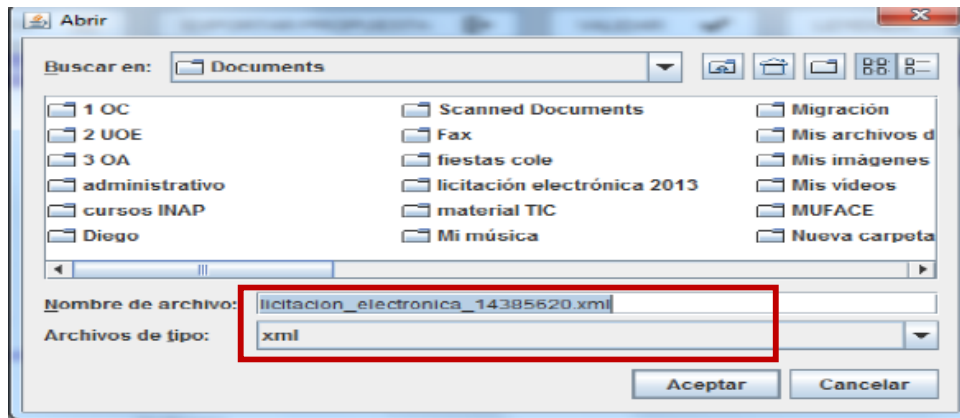 Abrir
Buscar en: Documents
1 OC Scanned Documents Migración
2 UOE Fax Mis archivos d
3 OA fiestas cole Mis imágenes
administrativo licitación electrónica 2013 Mis vídeos
cursos INAP material TIC MUFACE
Diego Mi música Nueva carpeta
Nombre de archivo: licitacion_electronica_14385620.xml
Archivos de tipo: xml
Aceptar Cancelar